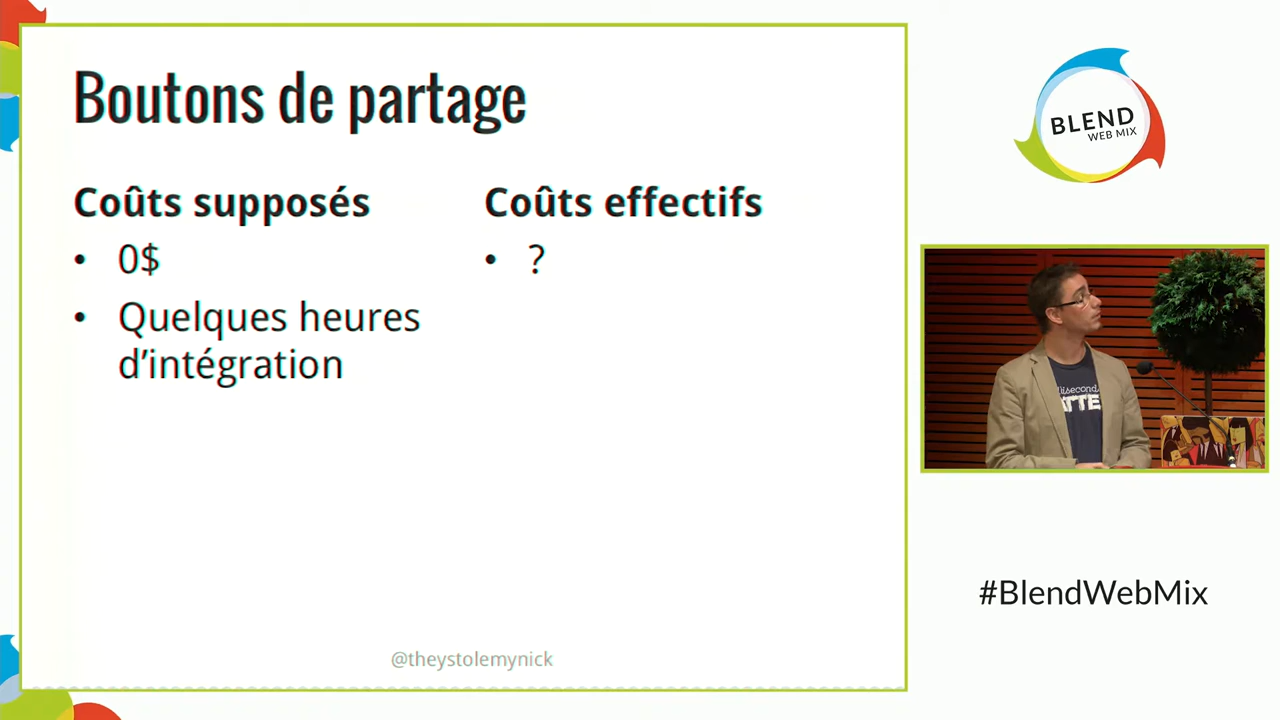 Boutons de partage
Coûts supposés
• 0$
• Quelques heures
d’intégration
Coûts effectifs
• ?
@theystolemynick
BLEND
WEB MIX
#BlendWebMix